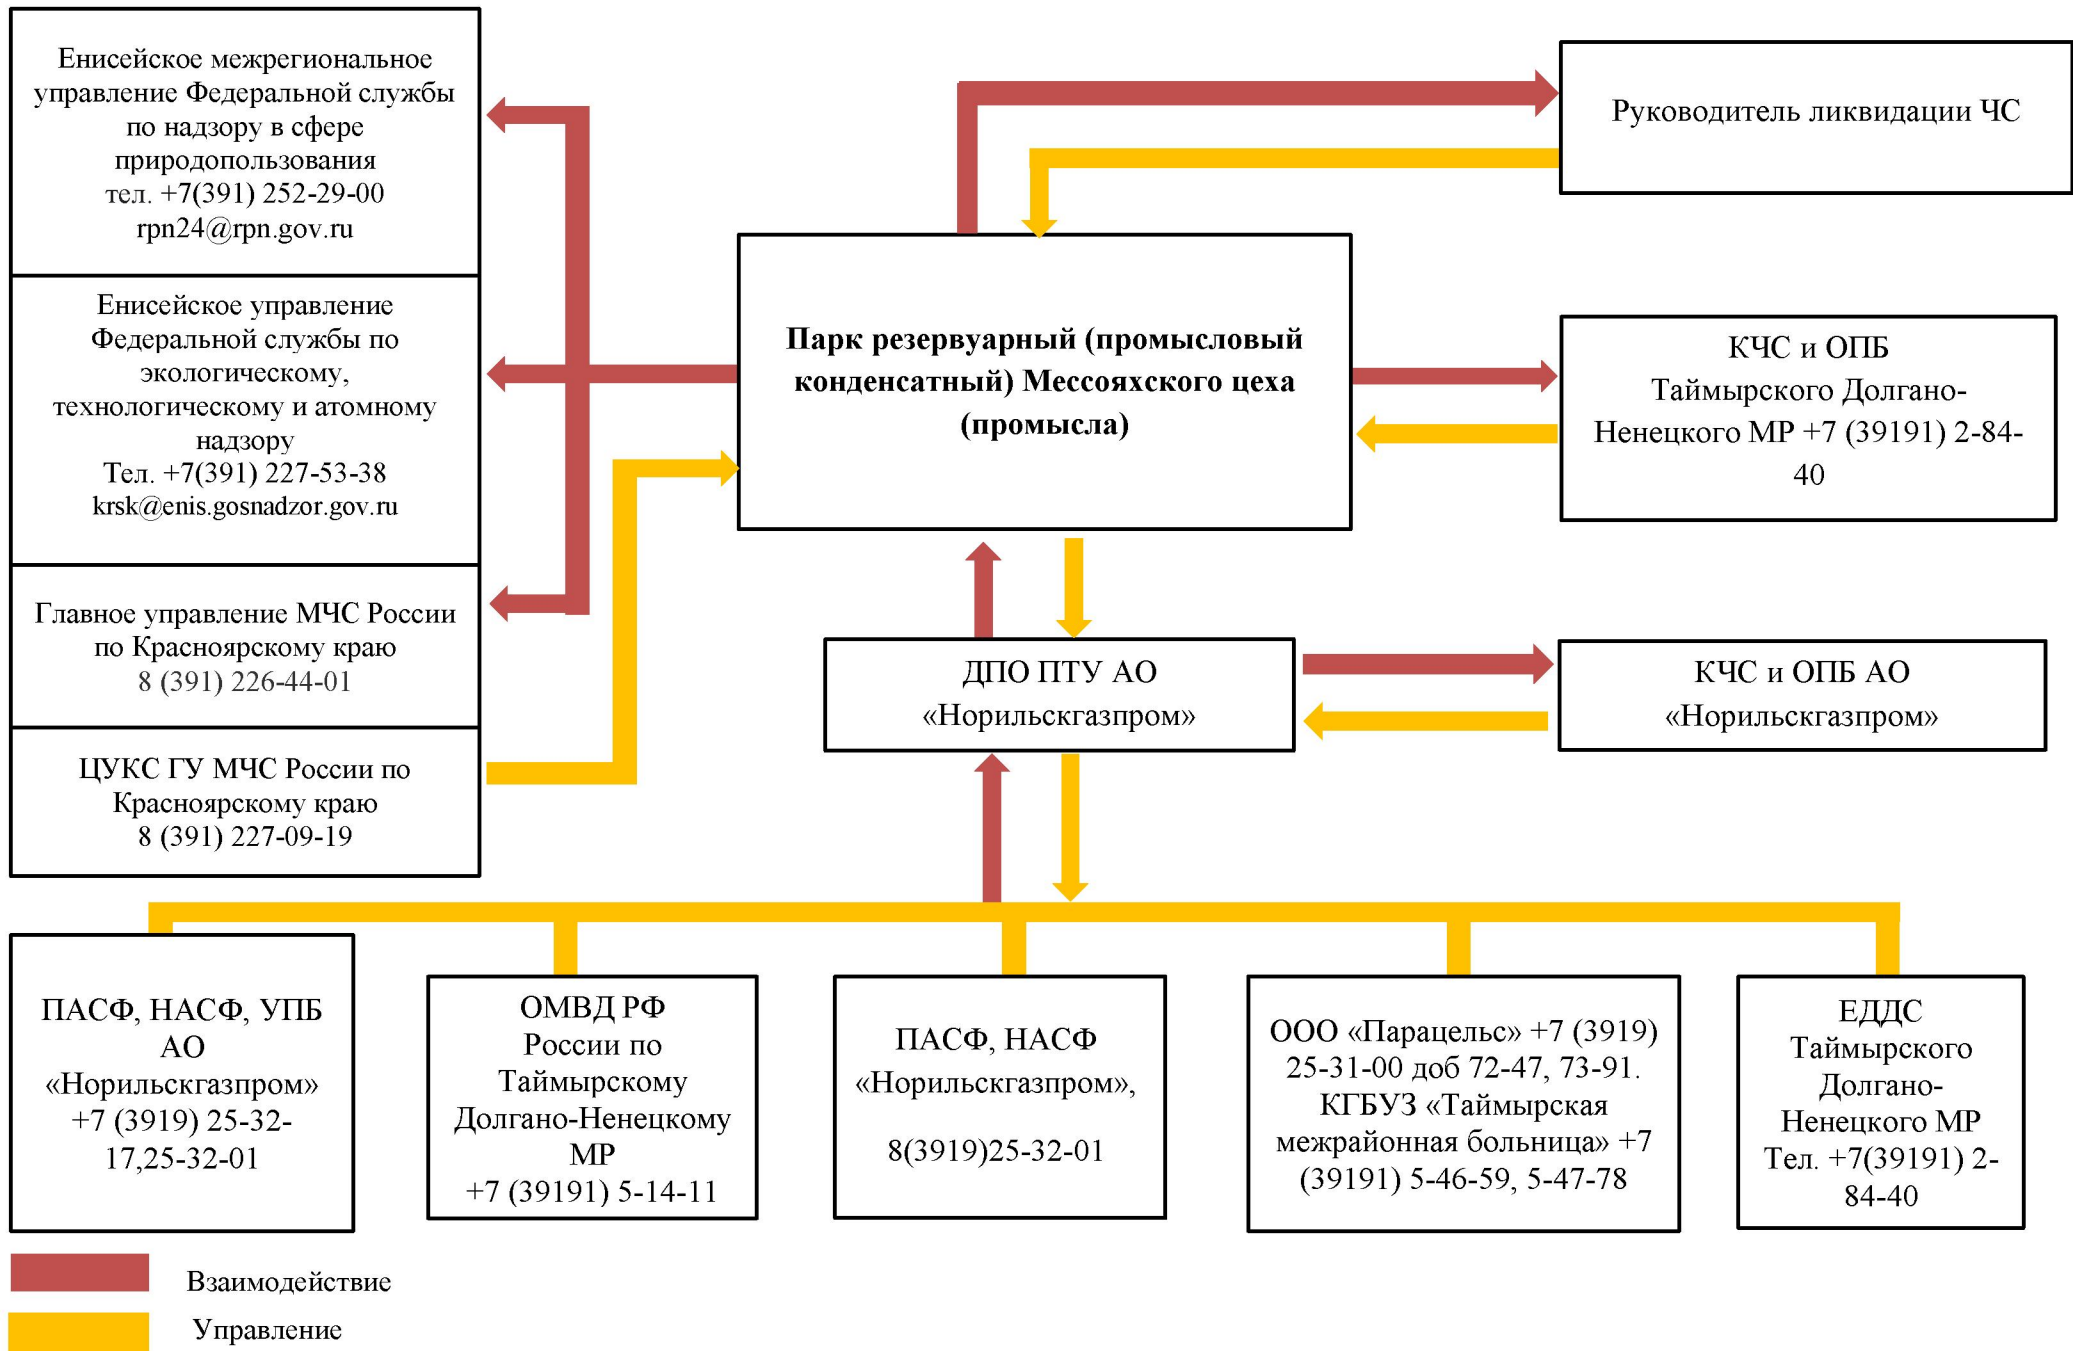 Енисейское межрегиональное
управление Федеральной службы
по надзору в сфере
природопользования
тел. +7(391) 252-29-00
rpn24@rpn.gov.ru
Енисейское управление
Федеральной службы по
экологическому,
технологическому и атомному
надзору
Тел. +7(391) 227-53-38
krsk@enis.gosnadzor.gov.ru
Главное управление МЧС России
по Красноярскому краю
8 (391) 226-44-01
ЦУКС ГУ МЧС России по
Красноярскому краю
8 (391) 227-09-19
Руководитель ликвидации ЧС
Парк резервуарный (промысловый
конденсатный) Мессояхского цеха
(промысла)
КЧС и ОПБ
Таймырского Долгано-
Ненецкого МР +7 (39191) 2-84-
40
ДПО ПТУ АО
«Норильскгазпром»
КЧС и ОПБ АО
«Норильскгазпром»
ПАСФ, НАСФ, УПБ
АО
«Норильскгазпром»
+7 (3919) 25-32-
17,25-32-01
ОМВД РФ
России по
Таймырскому
Долгано-Ненецкому
МР
+7 (39191) 5-14-11
ПАСФ, НАСФ
«Норильскгазпром»,
8(3919)25-32-01
ООО «Парацельс» +7 (3919)
25-31-00 доб 72-47, 73-91.
КГБУЗ «Таймырская
межрайонная больница» +7
(39191) 5-46-59, 5-47-78
ЕДДС
Таймырского
Долгано-
Ненецкого МР
Тел. +7(39191) 2-
84-40
Взаимодействие
Управление